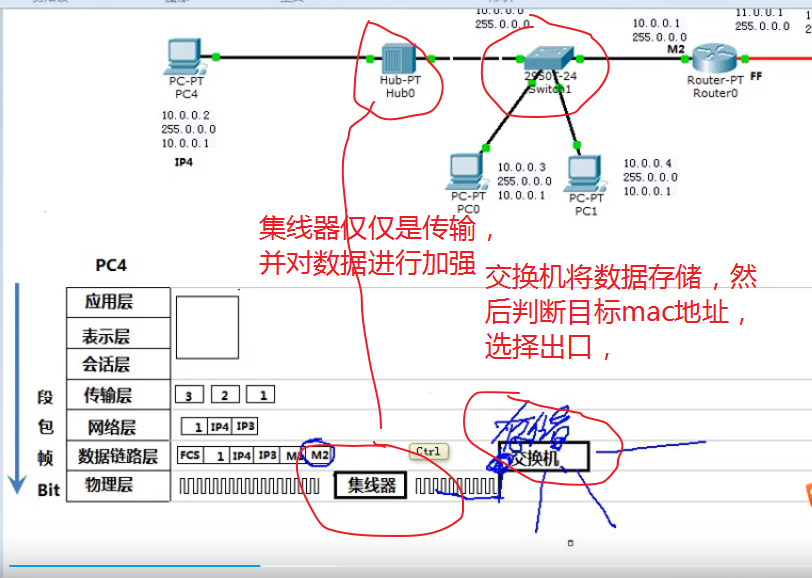 10.0.0.0
255.0.0.0
11.0.0.1
255.0.0.0
10.0.0.1
255.0.0.0
M2
PC-PT
PC4
Hub-PT
Hub0
2950T-24
Switch1
Router-PT
Router0
FF
10.0.0.2
255.0.0.0
10.0.0.1
IP4
PC-PT
PC0
10.0.0.3
255.0.0.0
10.0.0.1
PC-PT
PC1
10.0.0.4
255.0.0.0
10.0.0.1
集线器仅仅是传输，
并对数据进行加强
交换机将数据存储，然
后判断目标mac地址，
选择出口，
PC4
应用层
表示层
会话层
段 传输层 3 2 1
包 网络层 1 IP4 IP3
帧 数据链路层 FCS 1 IP4 IP3 M2
Ctrl
交换机
Bit 物理层 集线器